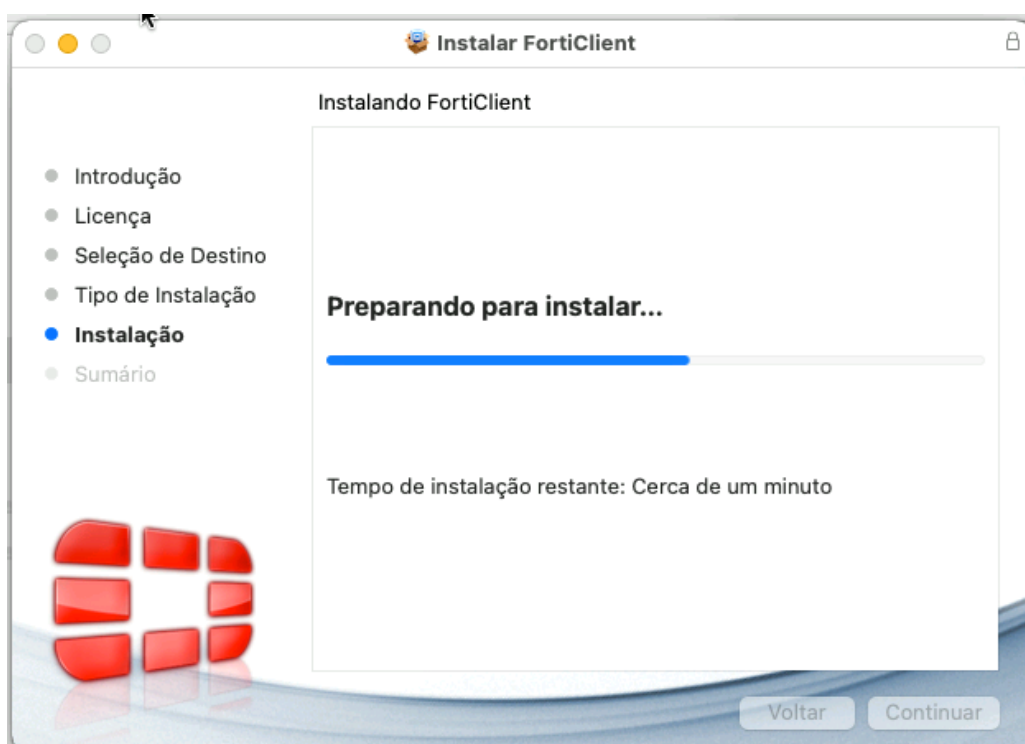 Instalar FortiClient
Instalando FortiClient
Introdução
Licença
Seleção de Destino
Tipo de Instalação
Instalação
Sumário
Preparando para instalar...
Tempo de instalação restante: Cerca de um minuto
Voltar
Continuar